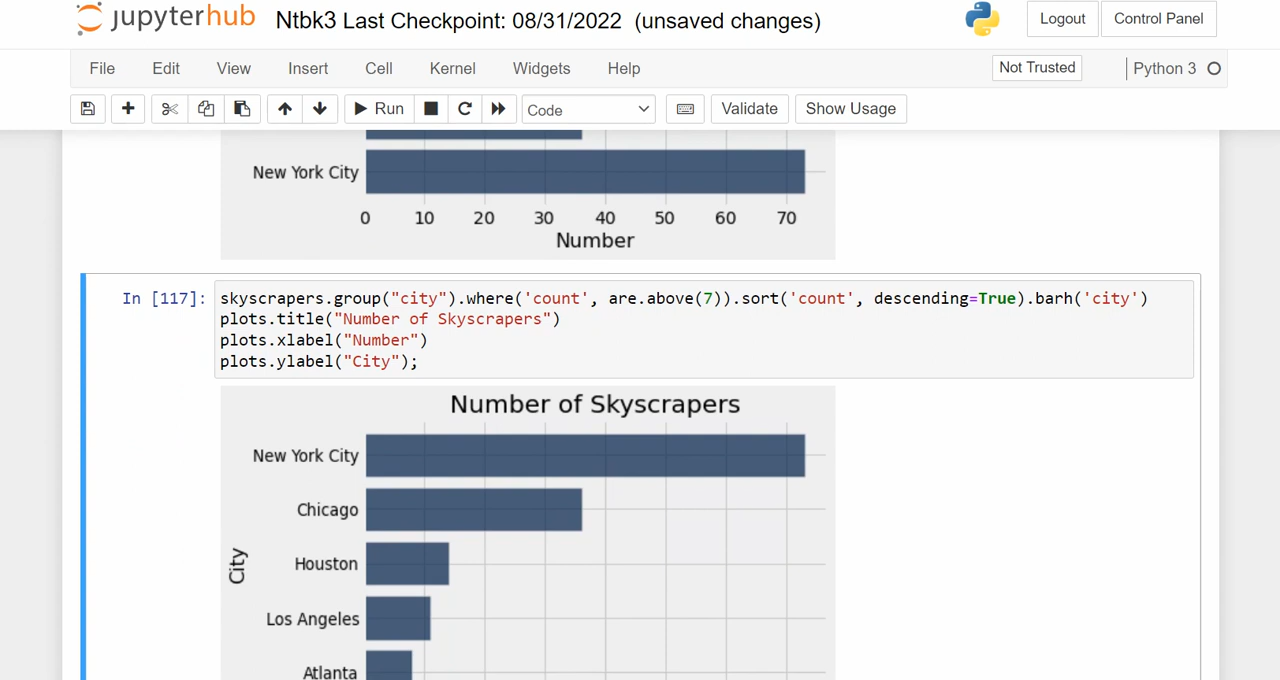 jupyterhub Ntbk3 Last Checkpoint: 08/31/2022 (unsaved changes) Logout Control Panel
File Edit View Insert Cell Kernel Widgets Help Not Trusted Python 3
Run Code Validate Show Usage
New York City
0 10 20 30 40 50 60 70
Number
In [117]: skyscrapers.group("city").where('count', are.above(7)).sort('count', descending=True).barh('city')
plots.title("Number of Skyscrapers")
plots.xlabel("Number")
plots.ylabel("City");
Number of Skyscrapers
New York City
Chicago
Houston
City
Los Angeles
Atlanta